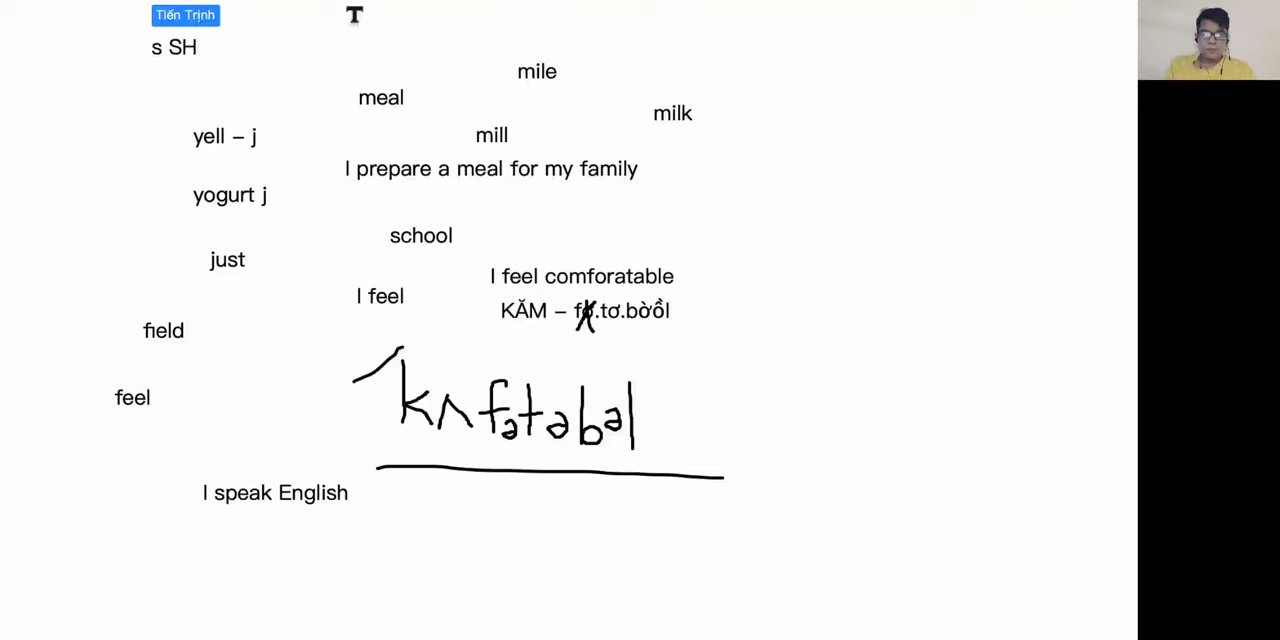 Tiến Trịnh
T
s SH
mile
meal
milk
yell – j
mill
I prepare a meal for my family
yogurt j
school
just
I feel comforatable
I feel
KĂM – fơ.tơ.bờồl
field
kʌfətəbəl
feel
I speak English